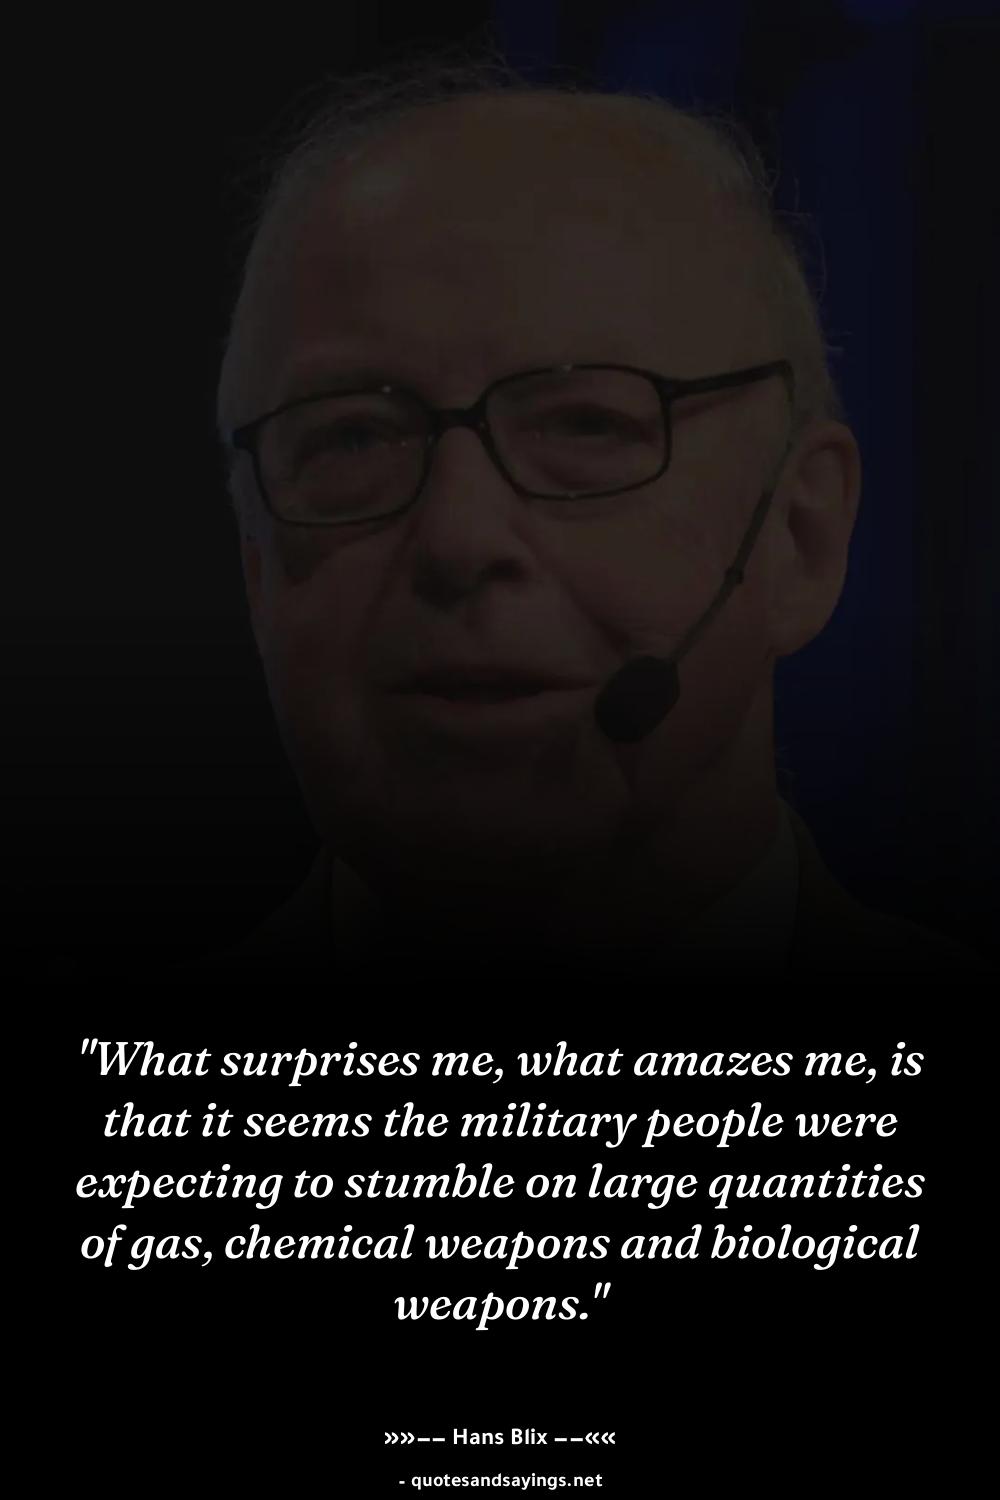 "What surprises me, what amazes me, is
that it seems the military people were
expecting to stumble on large quantities
of gas, chemical weapons and biological
weapons."
»»—— Hans Blix ——««
- quotesandsayings.net